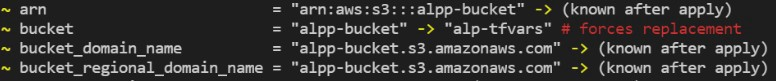 ~ arn                         = "arn:aws:s3:::alpp-bucket" -> (known after apply)
~ bucket                      = "alpp-bucket" -> "alp-tfvars" # forces replacement
~ bucket_domain_name          = "alpp-bucket.s3.amazonaws.com" -> (known after apply)
~ bucket_regional_domain_name = "alpp-bucket.s3.amazonaws.com" -> (known after apply)